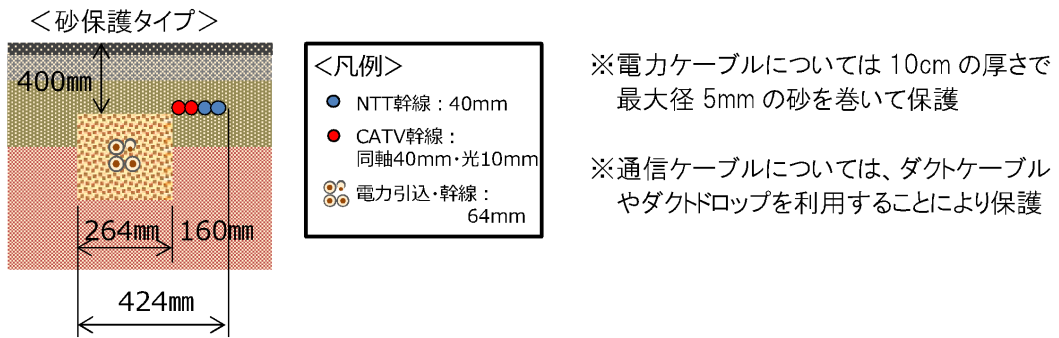 ＜砂保護タイプ＞
400㎜
264㎜
160㎜
424㎜
＜凡例＞
NTT幹線：40mm
CATV幹線：
同軸40mm・光10mm
電力引込・幹線：
64mm
※電力ケーブルについては 10cm の厚さで
最大径 5mm の砂を巻いて保護
※通信ケーブルについては、ダクトケーブル
やダクトドロップを利用することにより保護